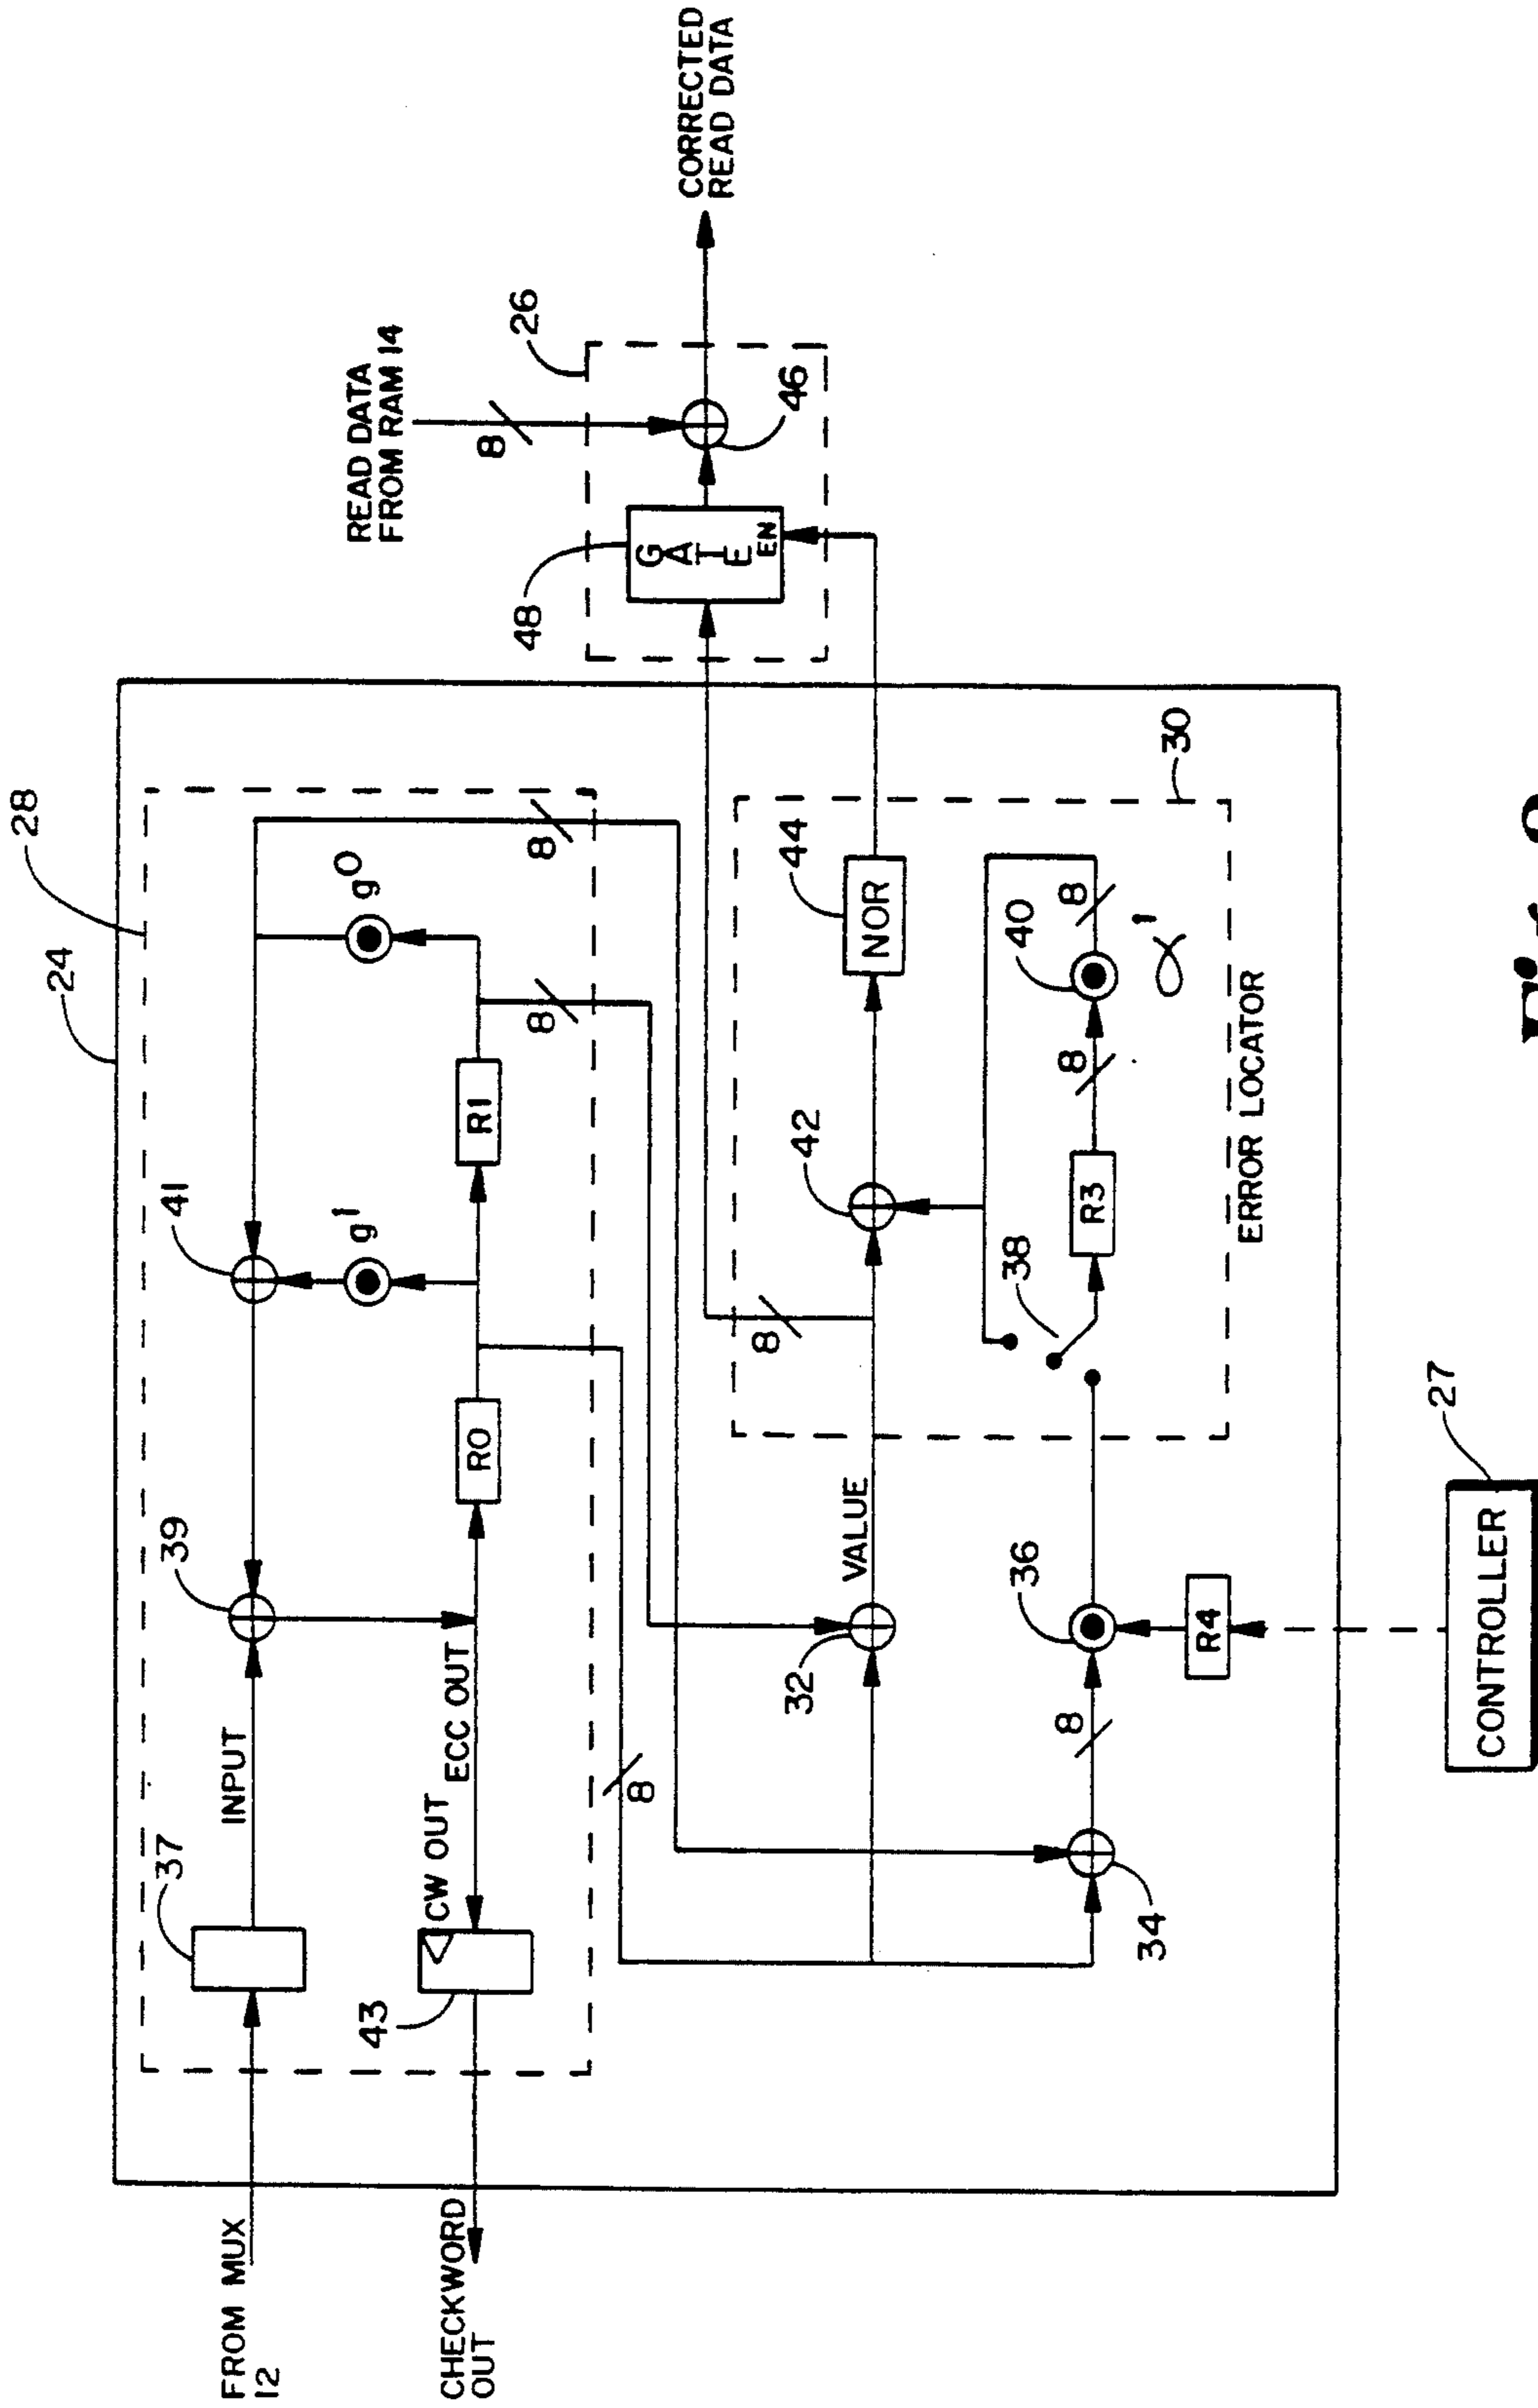 24
28
FROM MUX
12
37
INPUT
39
41
g¹
g⁰
CHECKWORD
OUT
43
CW OUT
ECC OUT
R0
R1
8
8
8
READ DATA
FROM RAM 14
8
26
48
GATE
EN
46
CORRECTED
READ DATA
32
VALUE
8
42
44
NOR
30
34
8
36
R4
38
R3
8
40
8
α¹
ERROR LOCATOR
27
CONTROLLER